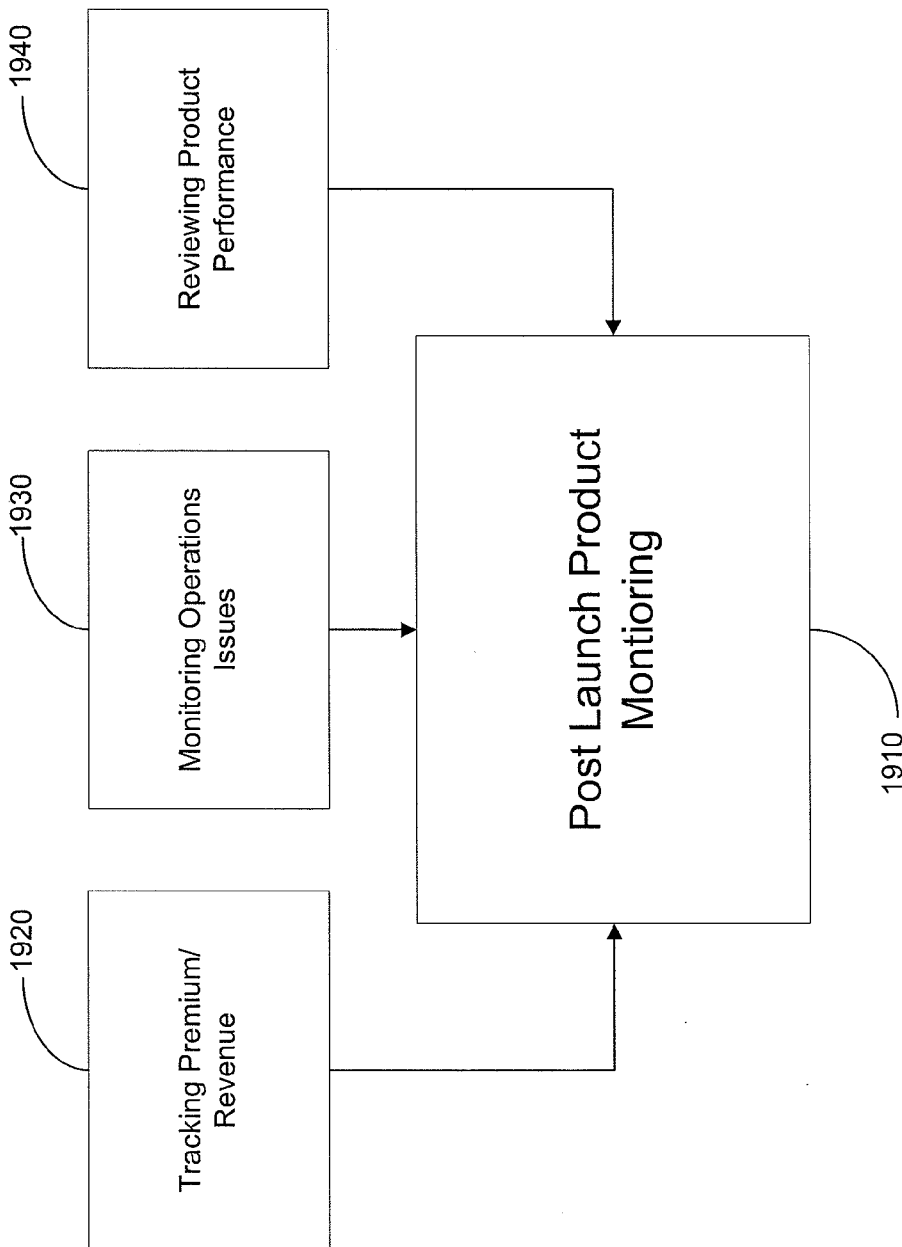 1920
Tracking Premium/
Revenue
1930
Monitoring Operations
Issues
1940
Reviewing Product
Performance
Post Launch Product
Montioring
1910